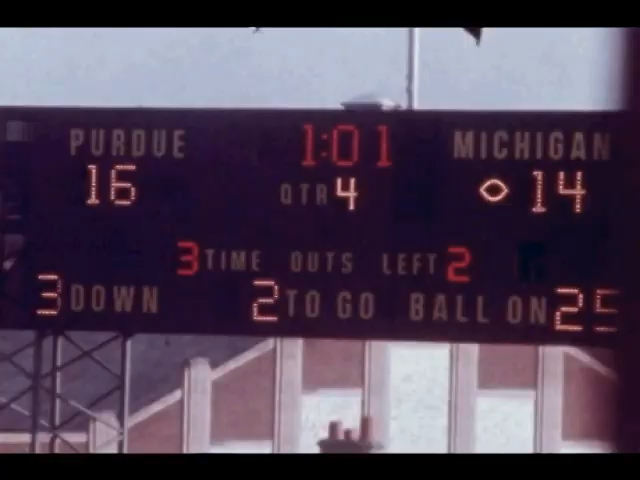 PURDUE 1:01 MICHIGAN
16 QTR 4 14
3 TIME OUTS LEFT 2
3 DOWN 2 TO GO BALL ON 25